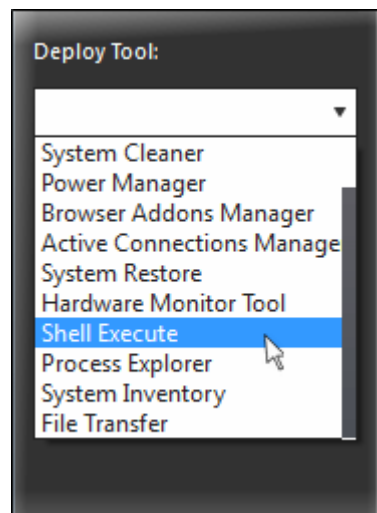 Deploy Tool:
System Cleaner
Power Manager
Browser Addons Manager
Active Connections Manage
System Restore
Hardware Monitor Tool
Shell Execute
Process Explorer
System Inventory
File Transfer